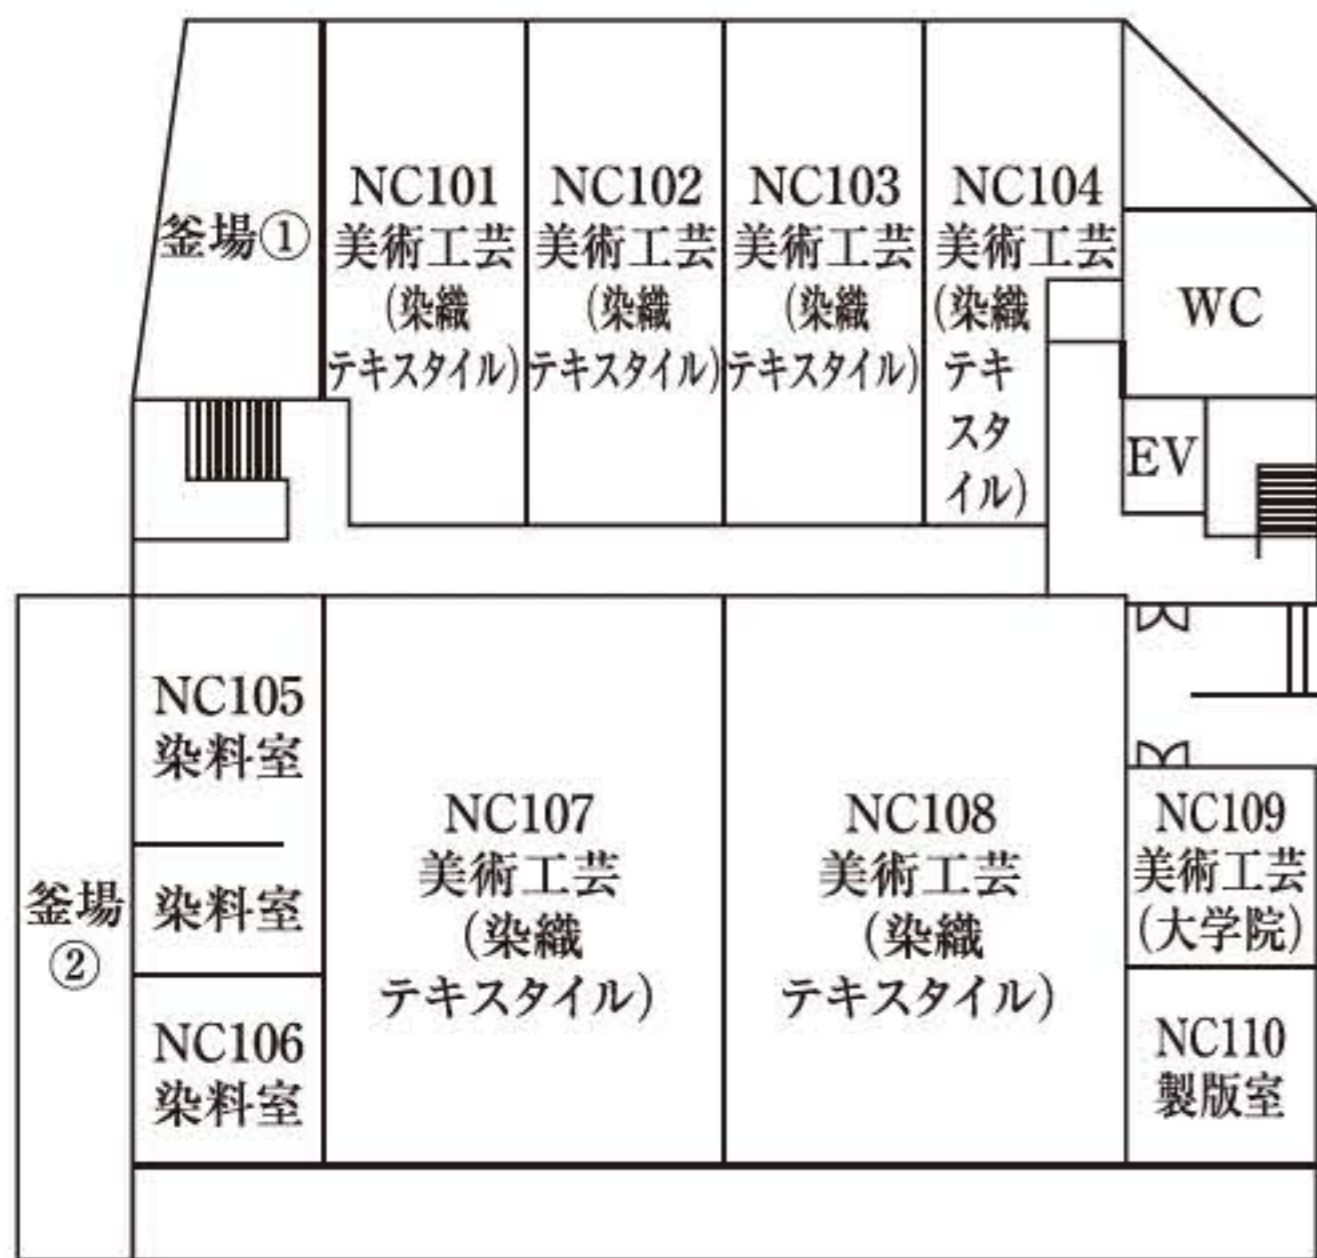 釜場①
NC101
美術工芸
(染織
テキスタイル)
NC102
美術工芸
(染織
テキスタイル)
NC103
美術工芸
(染織
テキスタイル)
NC104
美術工芸
(染織
テキ
スタ
イル)
WC
EV
釜場
②
NC105
染料室
染料室
NC106
染料室
NC107
美術工芸
(染織
テキスタイル)
NC108
美術工芸
(染織
テキスタイル)
NC109
美術工芸
(大学院)
NC110
製版室